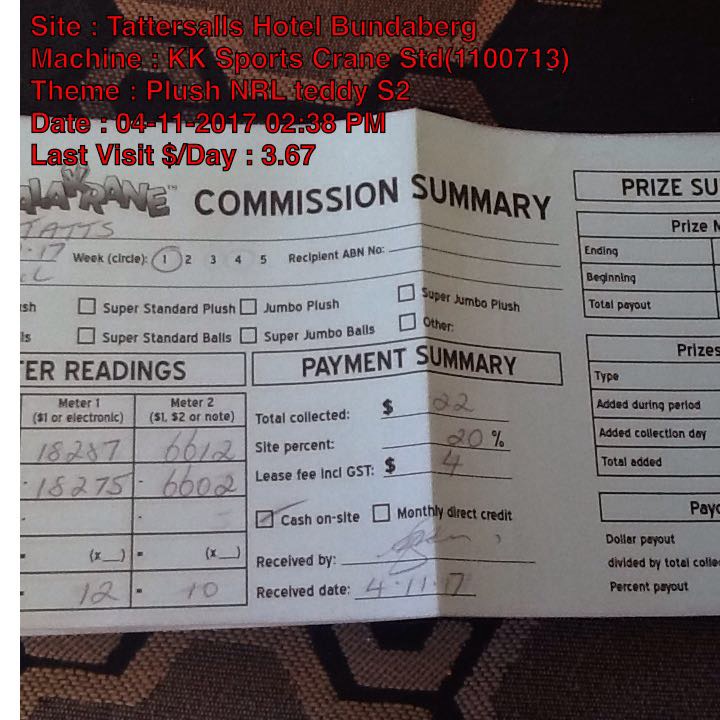 Site : Tattersalls Hotel Bundaberg
Machine : KK Sports Crane Std(1100713)
Theme : Plush NRL teddy S2
Date : 04-11-2017 02:38 PM
Last Visit $/Day : 3.67
KRANE™ COMMISSION SUMMARY
TATTS
17
Week (circle): 1 2 3 4 5 Recipient ABN No:
Super Standard Plush Jumbo Plush Super Jumbo Plush
Super Standard Balls Super Jumbo Balls Other:
ER READINGS
Meter 1 Meter 2
($1 or electronic) ($1, $2 or note)
18287 6612
- 18275 - 6602
-
= (x__) = (x__)
= 12 = 10
PAYMENT SUMMARY
Total collected: $ 22
Site percent: 20 %
Lease fee incl GST: $ 4
Cash on-site Monthly direct credit
Received by:
Received date: 4.11.17
PRIZE SU
Prize
Ending
Beginning
Total payout
Prizes
Type
Added during period
Added collection day
Total added
Payo
Dollar payout
divided by total colle
Percent payout